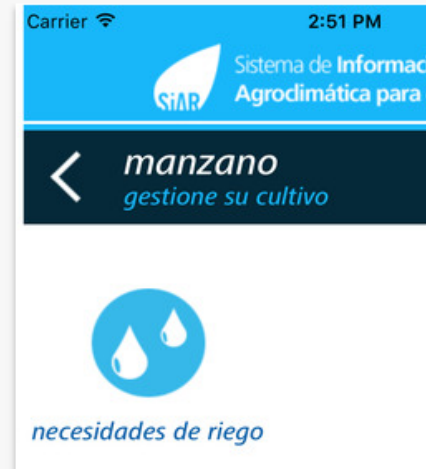 Carrier 2:51 PM
SiAR
Sistema de Informac
Agroclimática para
manzano
gestione su cultivo
necesidades de riego